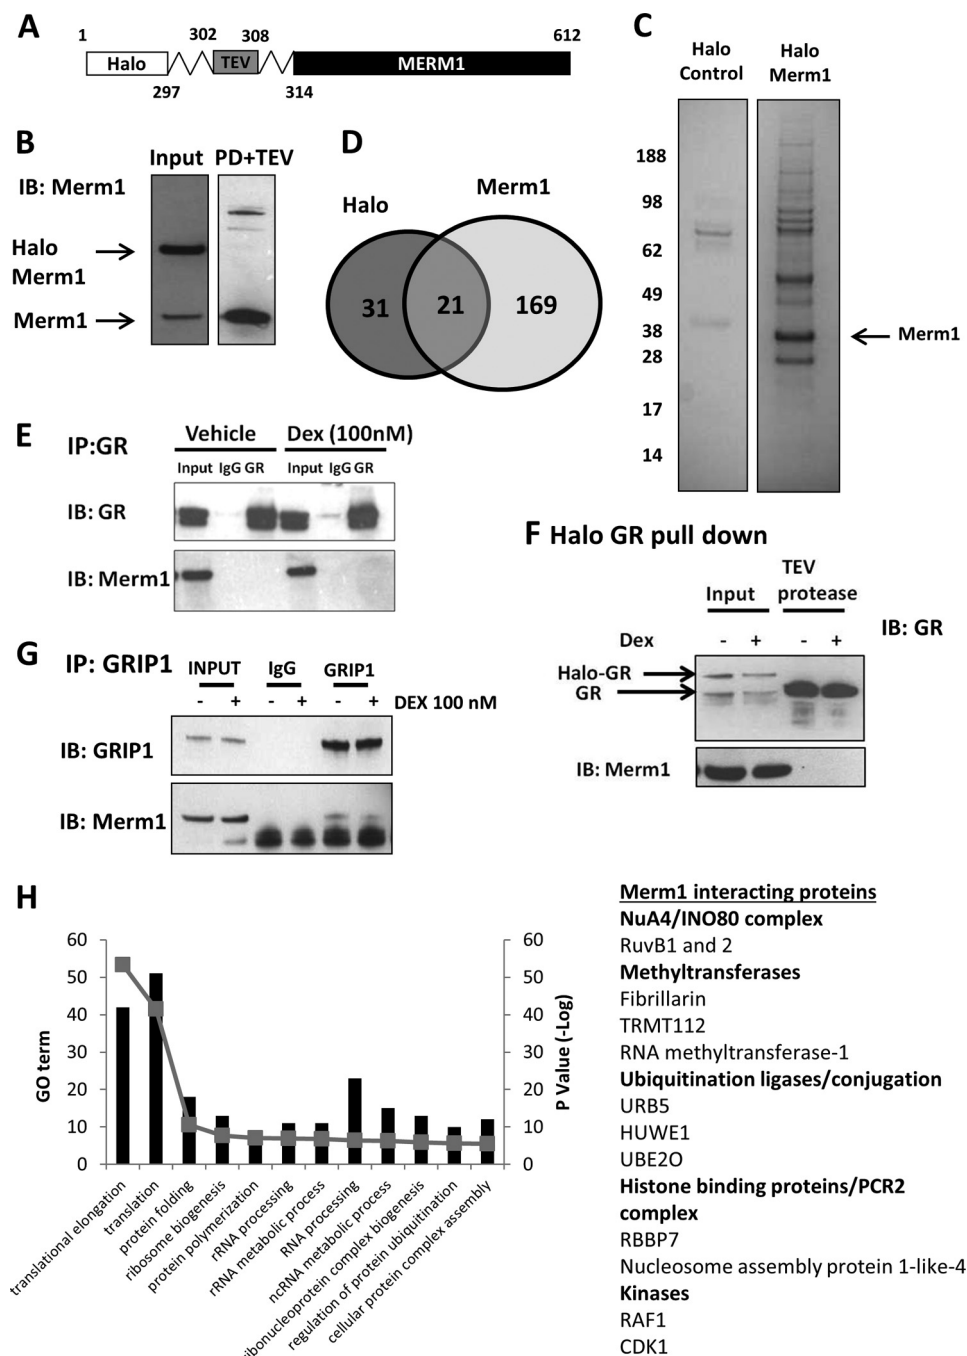 A
1 302 308 612
Halo TEV MERM1
297 314
B
Input PD+TEV
IB: Merm1
Halo
Merm1
Merm1
C
Halo
Control
Halo
Merm1
188
98
62
49
38
28
17
14
Merm1
D
Halo
Merm1
31 21 169
E
IP:GR
Vehicle Dex (100nM)
Input IgG GR Input IgG GR
IB: GR
IB: Merm1
F Halo GR pull down
Input
TEV
protease
IB: GR
Dex - + - +
Halo-GR
GR
IB: Merm1
G
IP: GRIP1
INPUT IgG GRIP1
- + - + - + DEX 100 nM
IB: GRIP1
IB: Merm1
H
60
50
40
30
20
10
0
GO term
60
50
40
30
20
10
0
P Value (-Log)
translational elongation
translation
protein folding
ribosome biogenesis
protein polymerization
rRNA processing
rRNA metabolic process
RNA processing
ncRNA metabolic process
ribonucleoprotein complex biogenesis
regulation of protein ubiquitination
cellular protein complex assembly
Merm1 interacting proteins
NuA4/INO80 complex
RuvB1 and 2
Methyltransferases
Fibrillarin
TRMT112
RNA methyltransferase-1
Ubiquitination ligases/conjugation
URB5
HUWE1
UBE2O
Histone binding proteins/PCR2
complex
RBBP7
Nucleosome assembly protein 1-like-4
Kinases
RAF1
CDK1